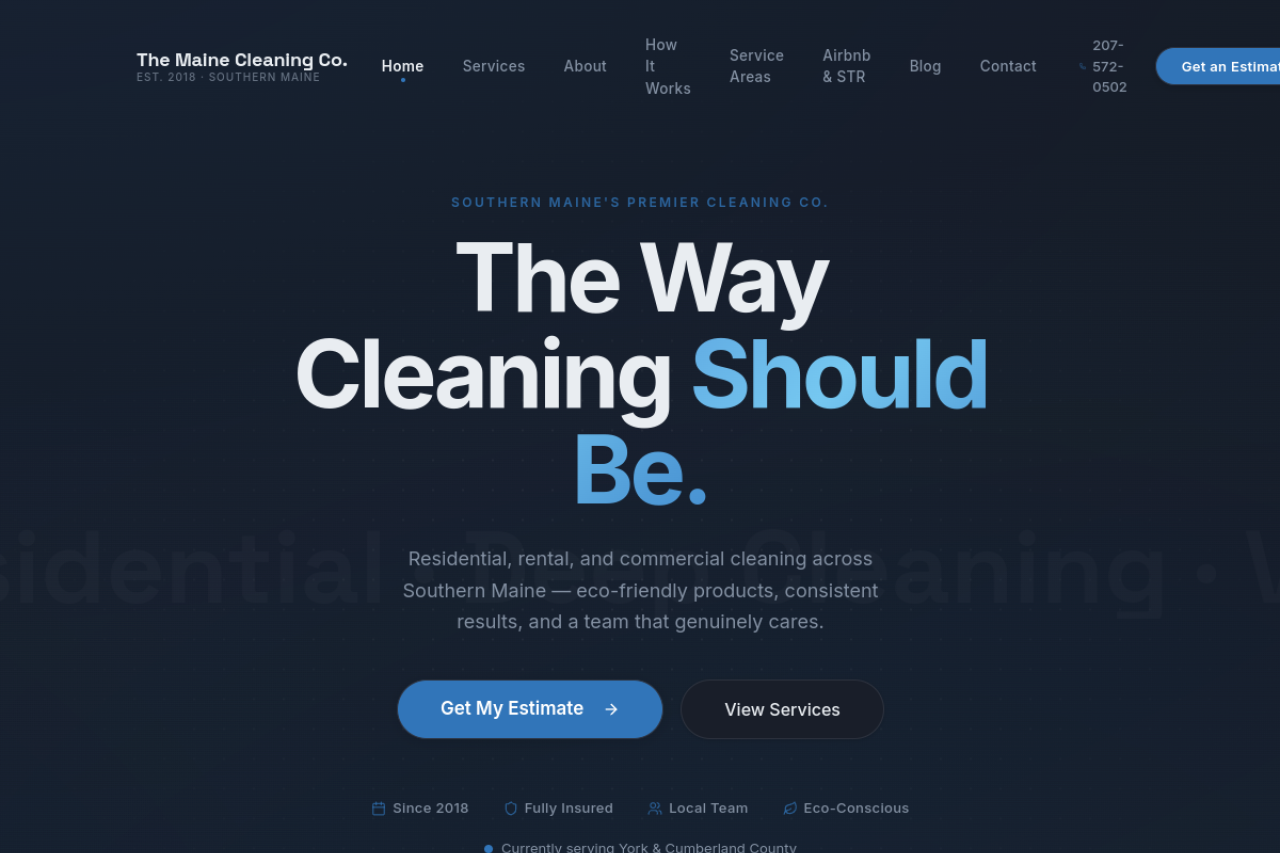 The Maine Cleaning Co.
EST. 2018 · SOUTHERN MAINE
Home
Services
About
How
It
Works
Service
Areas
Airbnb
& STR
Blog
Contact
207-
572-
0502
Get an Estimat
SOUTHERN MAINE'S PREMIER CLEANING CO.
The Way
Cleaning Should
Be.
sidential · Deep Cleaning ·
Residential, rental, and commercial cleaning across
Southern Maine — eco-friendly products, consistent
results, and a team that genuinely cares.
Get My Estimate →
View Services
Since 2018
Fully Insured
Local Team
Eco-Conscious
Currently serving York & Cumberland County